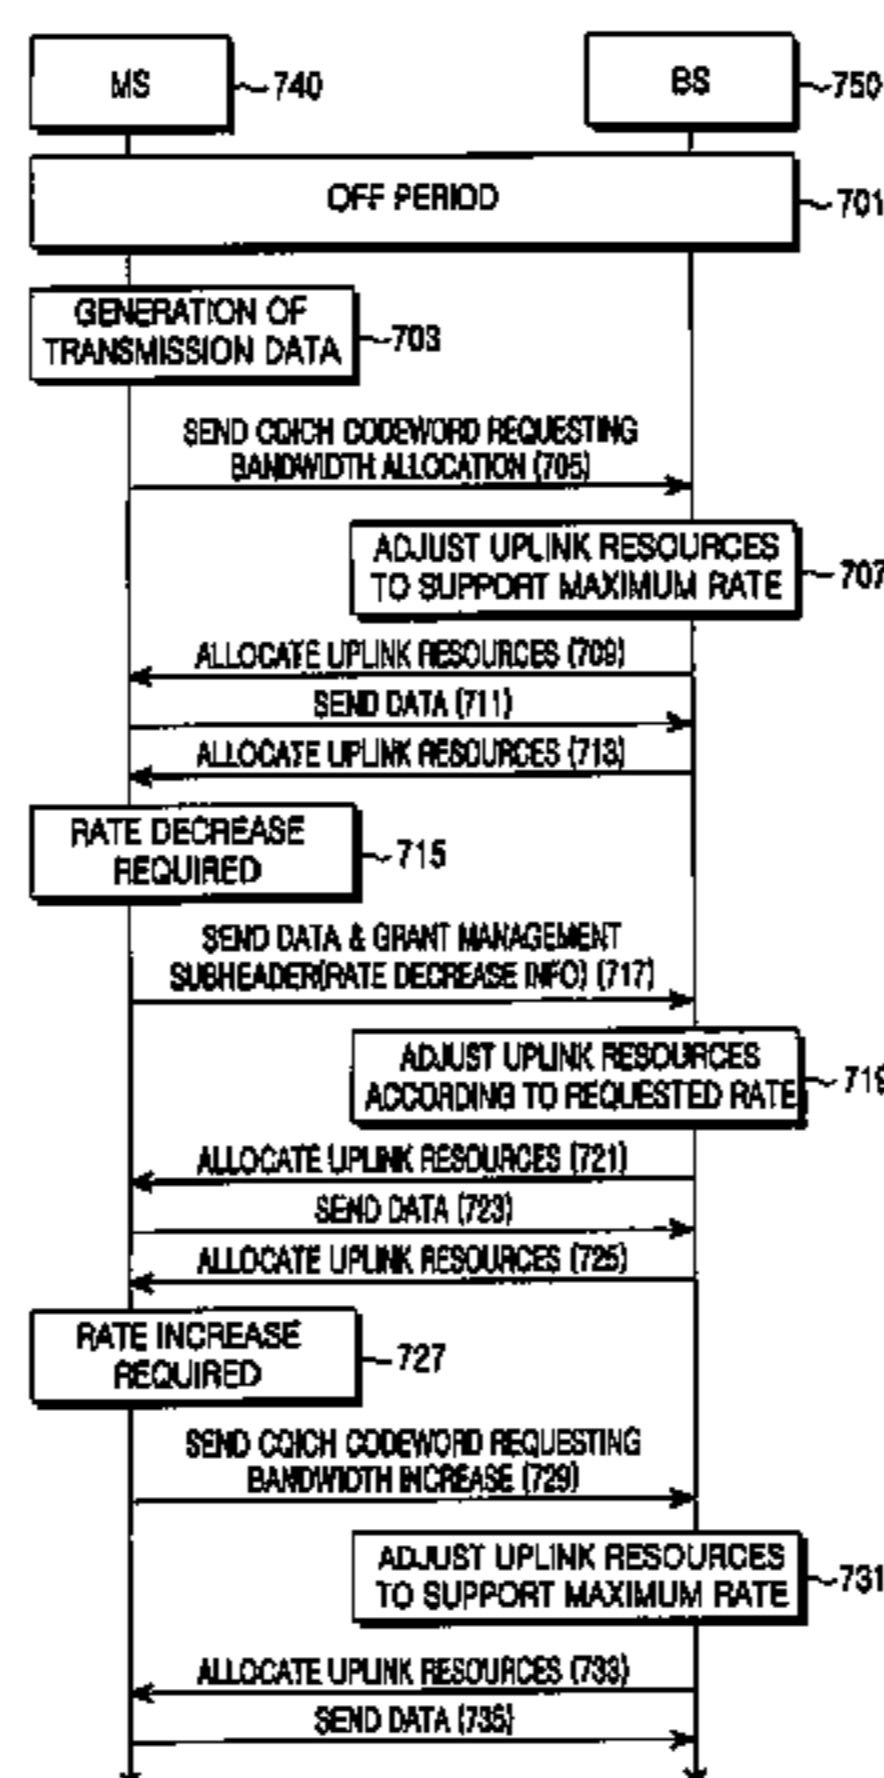 MS
740
BS
750
OFF PERIOD
701
GENERATION OF
TRANSMISSION DATA
703
SEND CQICH CODEWORD REQUESTING
BANDWIDTH ALLOCATION (705)
ADJUST UPLINK RESOURCES
TO SUPPORT MAXIMUM RATE
707
ALLOCATE UPLINK RESOURCES (709)
SEND DATA (711)
ALLOCATE UPLINK RESOURCES (713)
RATE DECREASE
REQUIRED
715
SEND DATA & GRANT MANAGEMENT
SUBHEADER(RATE DECREASE INFO) (717)
ADJUST UPLINK RESOURCES
ACCORDING TO REQUESTED RATE
719
ALLOCATE UPLINK RESOURCES (721)
SEND DATA (723)
ALLOCATE UPLINK RESOURCES (725)
RATE INCREASE
REQUIRED
727
SEND CQICH CODEWORD REQUESTING
BANDWIDTH INCREASE (729)
ADJUST UPLINK RESOURCES
TO SUPPORT MAXIMUM RATE
731
ALLOCATE UPLINK RESOURCES (733)
SEND DATA (735)